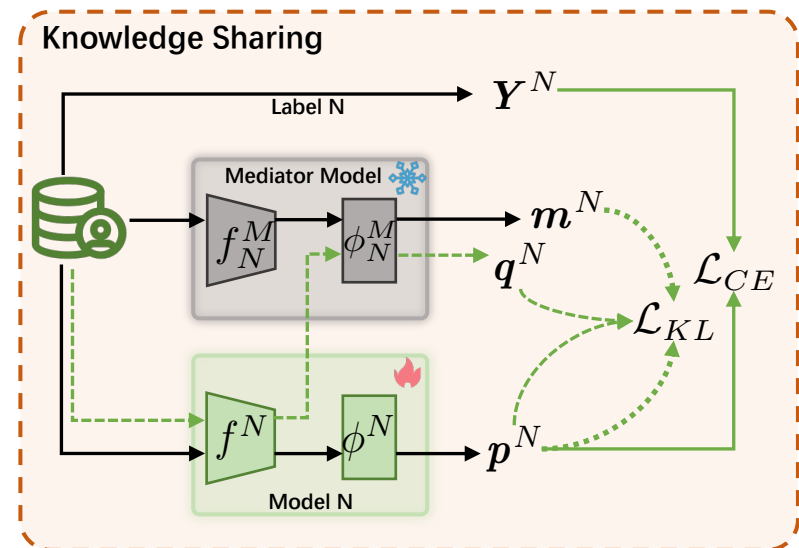 Knowledge Sharing
Label N
Y^N
Mediator Model
f_N^M
ϕ_N^M
m^N
q^N
ℒ_CE
ℒ_KL
f^N
ϕ^N
p^N
Model N